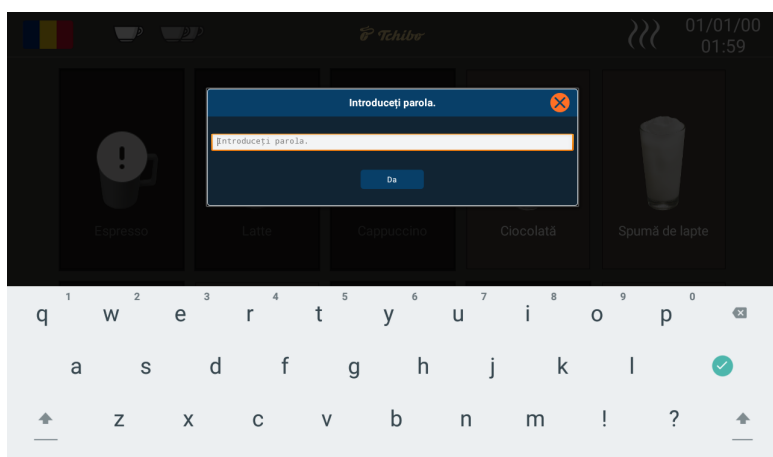 Tchibo
01/01/00
01:59
Introduceți parola.
Introduceți parola.
Da
Espresso
Latte
Cappuccino
Ciocolată
Spumă de lapte
1 2 3 4 5 6 7 8 9 0
q w e r t y u i o p
a s d f g h j k l
z x c v b n m ! ?